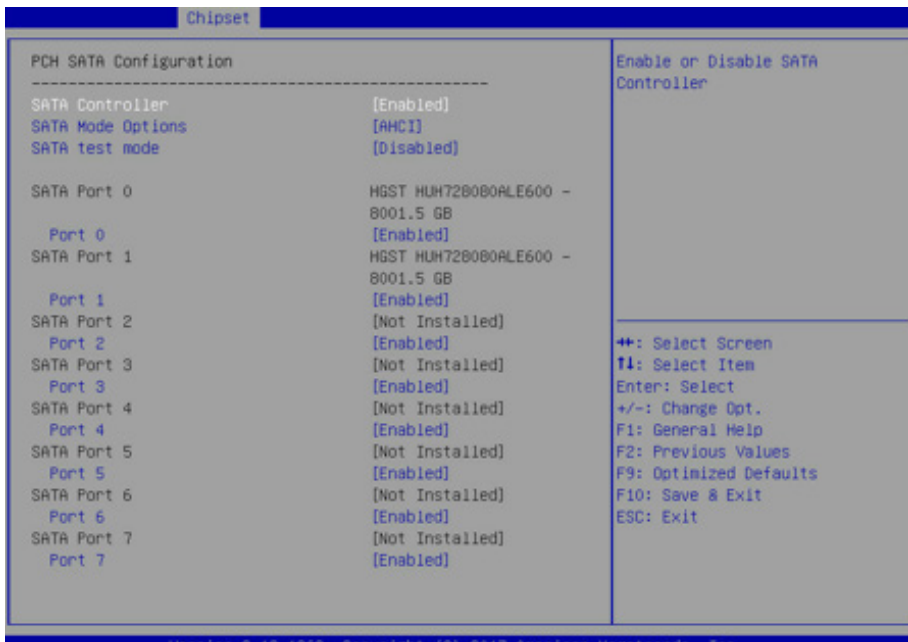 Chipset
PCH SATA Configuration
SATA Controller [Enabled]
SATA Mode Options [AHCI]
SATA test mode [Disabled]
SATA Port 0 HGST HUH728080ALE600 -
8001.5 GB
Port 0 [Enabled]
SATA Port 1 HGST HUH728080ALE600 -
8001.5 GB
Port 1 [Enabled]
SATA Port 2 [Not Installed]
Port 2 [Enabled]
SATA Port 3 [Not Installed]
Port 3 [Enabled]
SATA Port 4 [Not Installed]
Port 4 [Enabled]
SATA Port 5 [Not Installed]
Port 5 [Enabled]
SATA Port 6 [Not Installed]
Port 6 [Enabled]
SATA Port 7 [Not Installed]
Port 7 [Enabled]
Enable or Disable SATA
Controller
→←: Select Screen
↑↓: Select Item
Enter: Select
+/-: Change Opt.
F1: General Help
F2: Previous Values
F9: Optimized Defaults
F10: Save & Exit
ESC: Exit